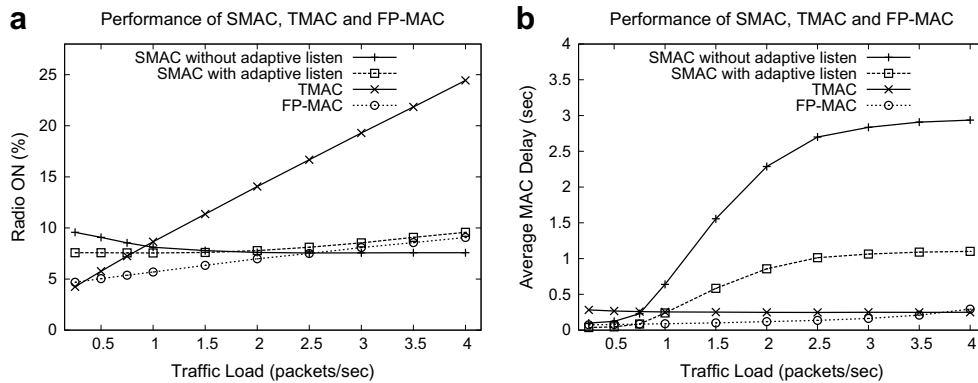 a
Performance of SMAC, TMAC and FP-MAC
SMAC without adaptive listen
SMAC with adaptive listen
TMAC
FP-MAC
25
20
15
10
5
0
Radio ON (%)
0.5 1 1.5 2 2.5 3 3.5 4
Traffic Load (packets/sec)
b
Performance of SMAC, TMAC and FP-MAC
SMAC without adaptive listen
SMAC with adaptive listen
TMAC
FP-MAC
4
3.5
3
2.5
2
1.5
1
0.5
0
Average MAC Delay (sec)
0.5 1 1.5 2 2.5 3 3.5 4
Traffic Load (packets/sec)